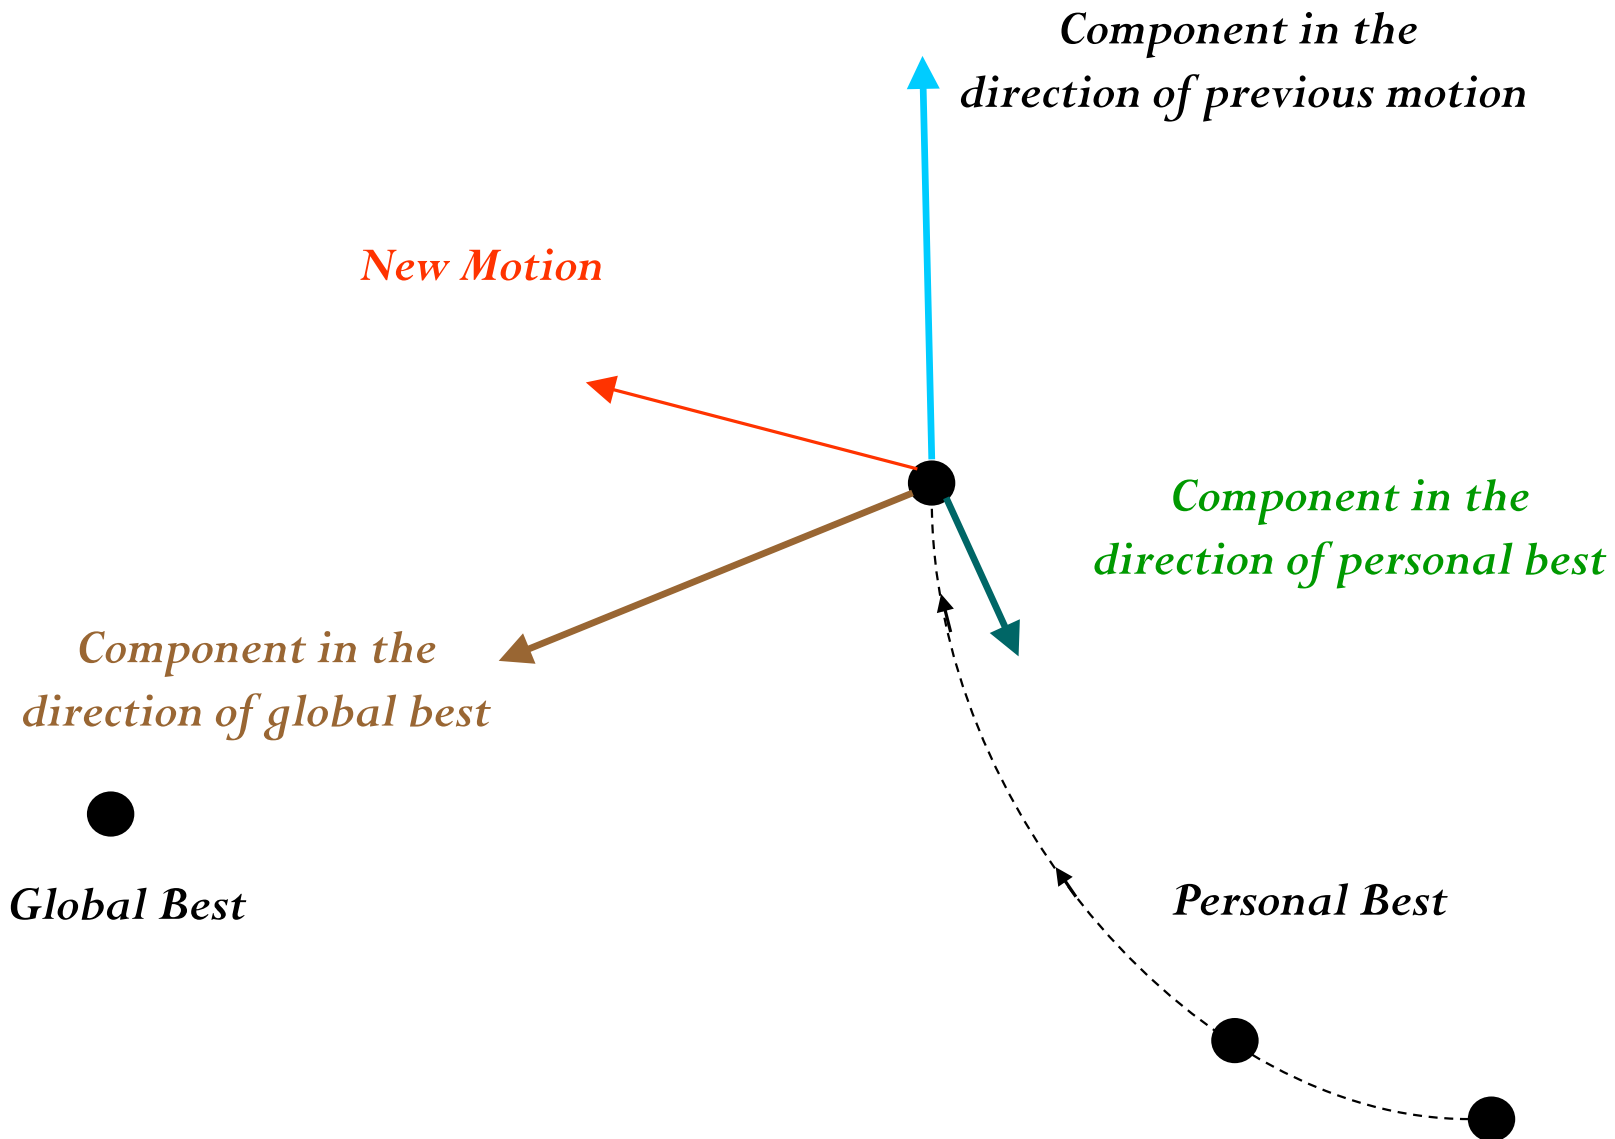 Component in the
direction of previous motion
New Motion
Component in the
direction of personal best
Component in the
direction of global best
Global Best
Personal Best